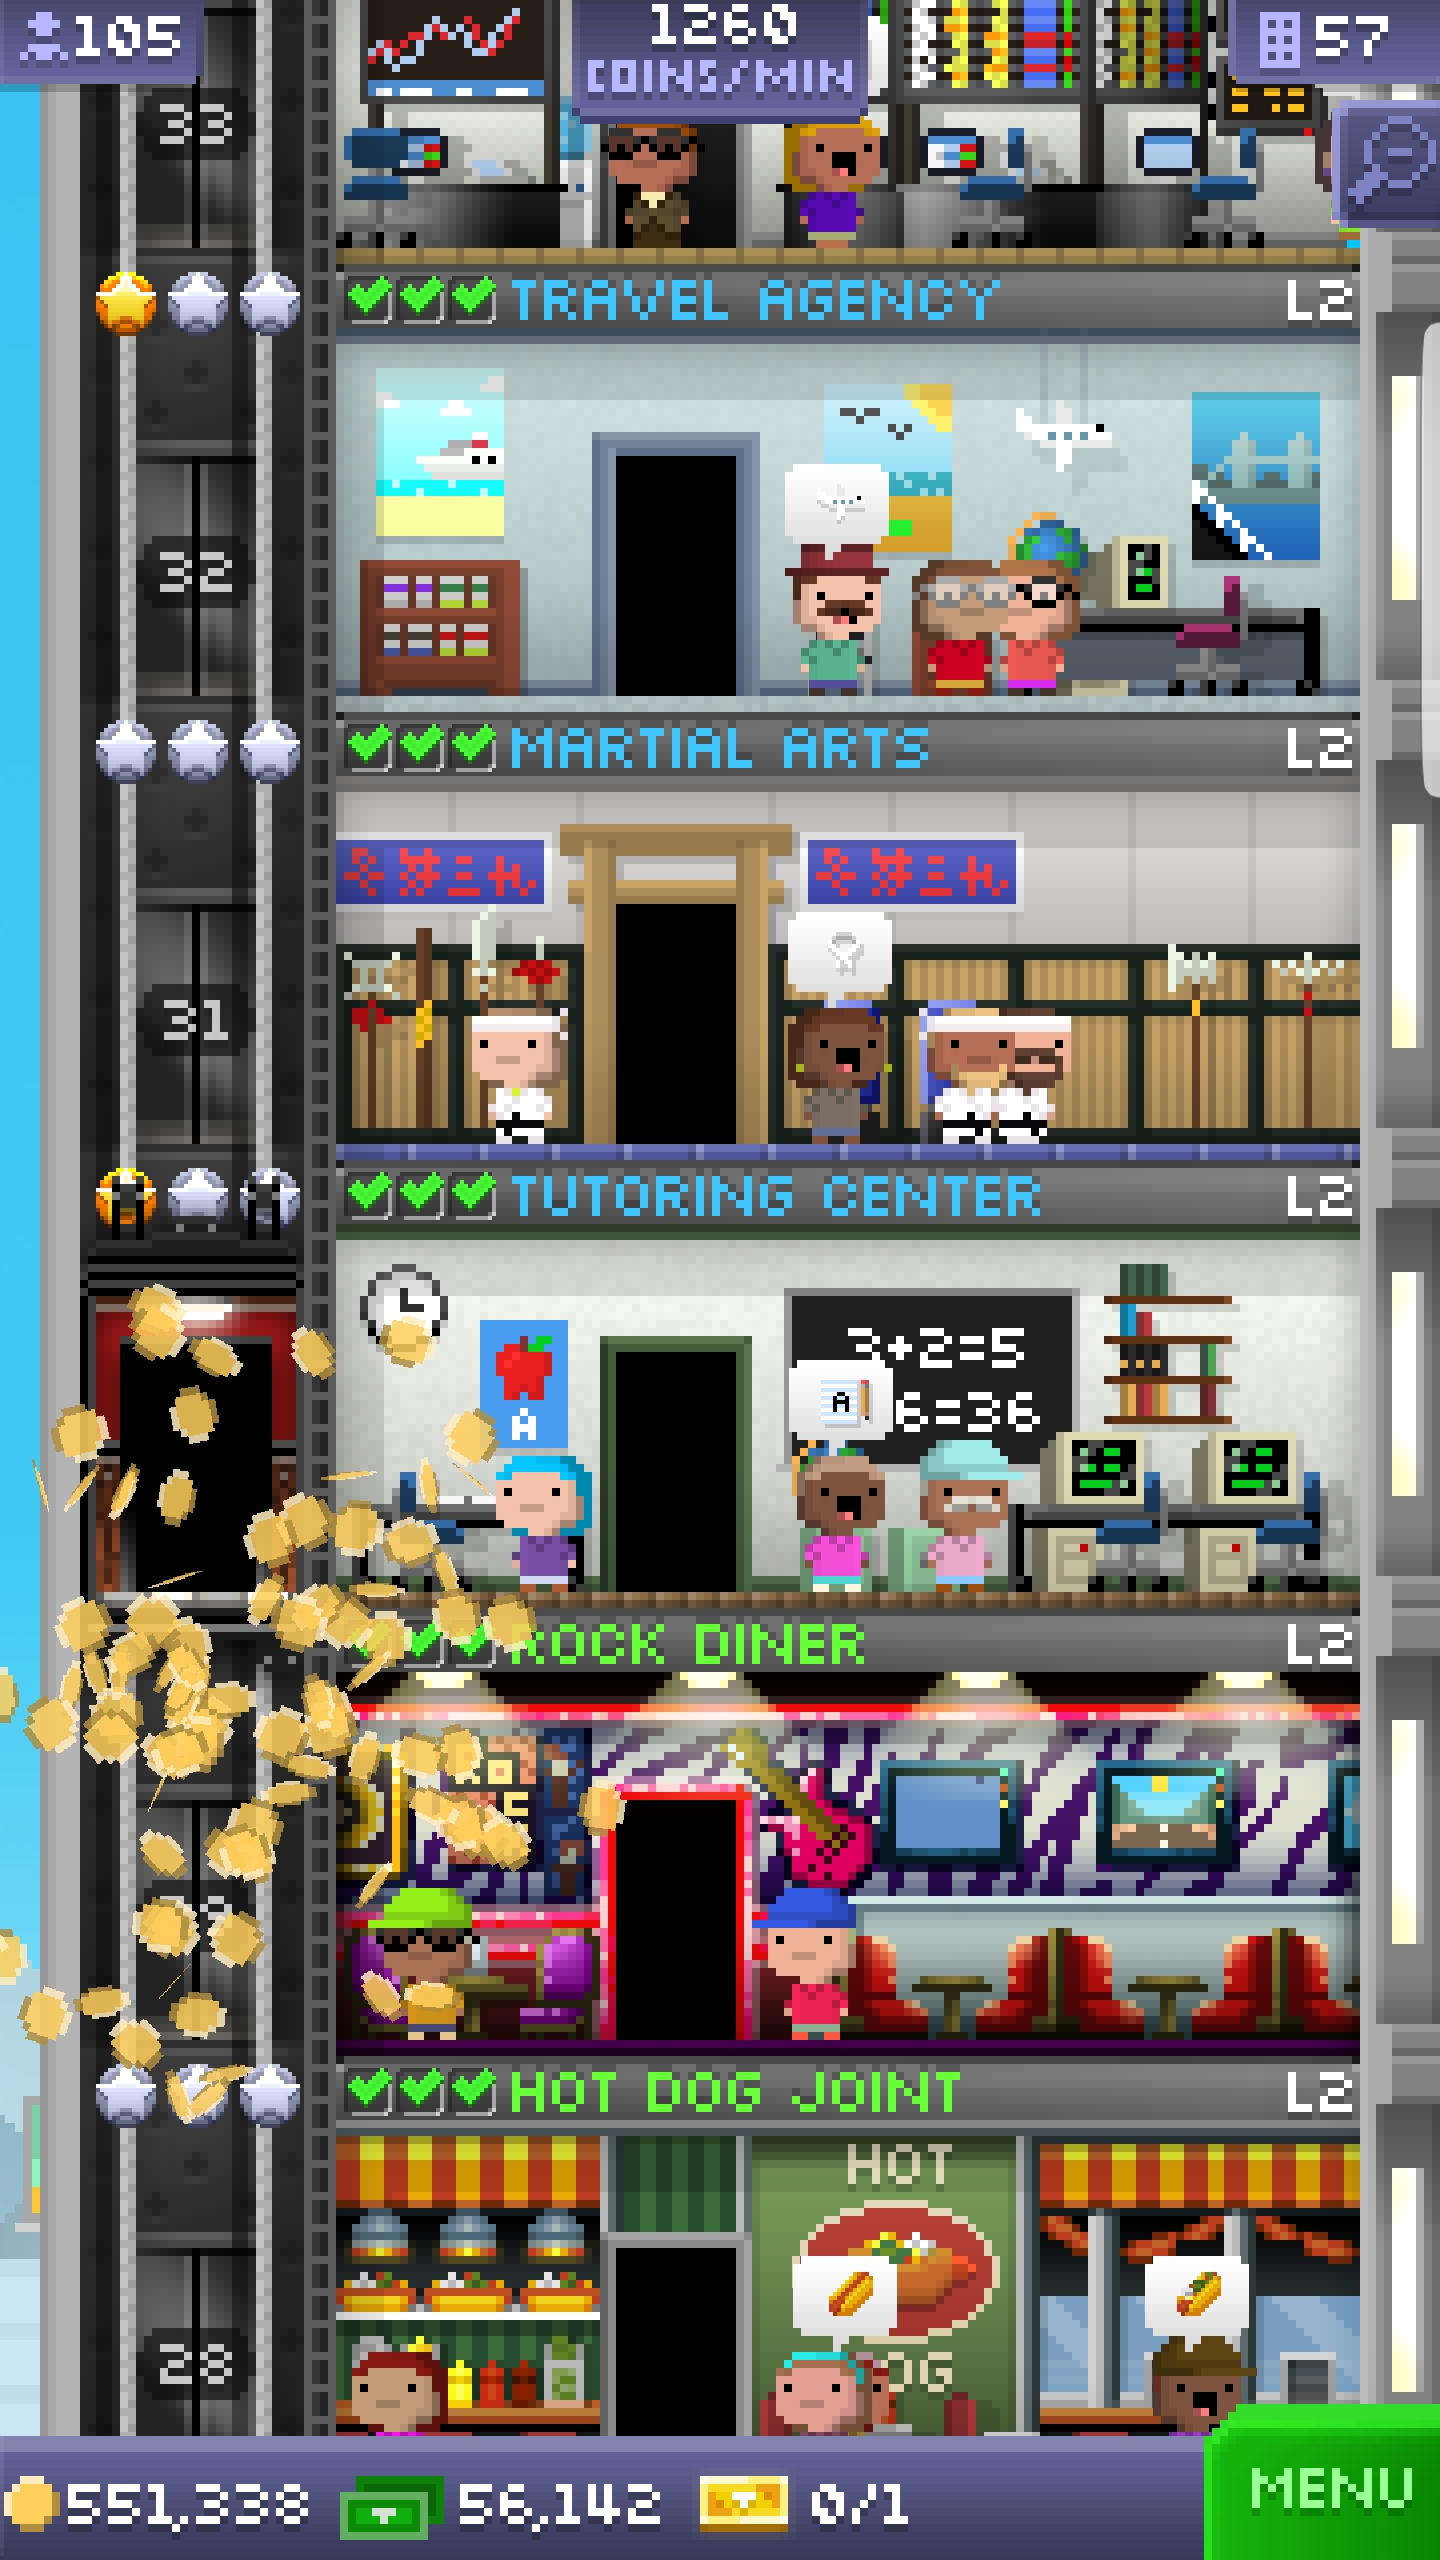 105
1260
COINS/MIN
57
33
TRAVEL AGENCY
L2
32
MARTIAL ARTS
L2
31
TUTORING CENTER
L2
3+2=5
6=36
A
A
ROCK DINER
L2
HOT DOG JOINT
L2
HOT
OG
28
551,338
56,142
0/1
MENU